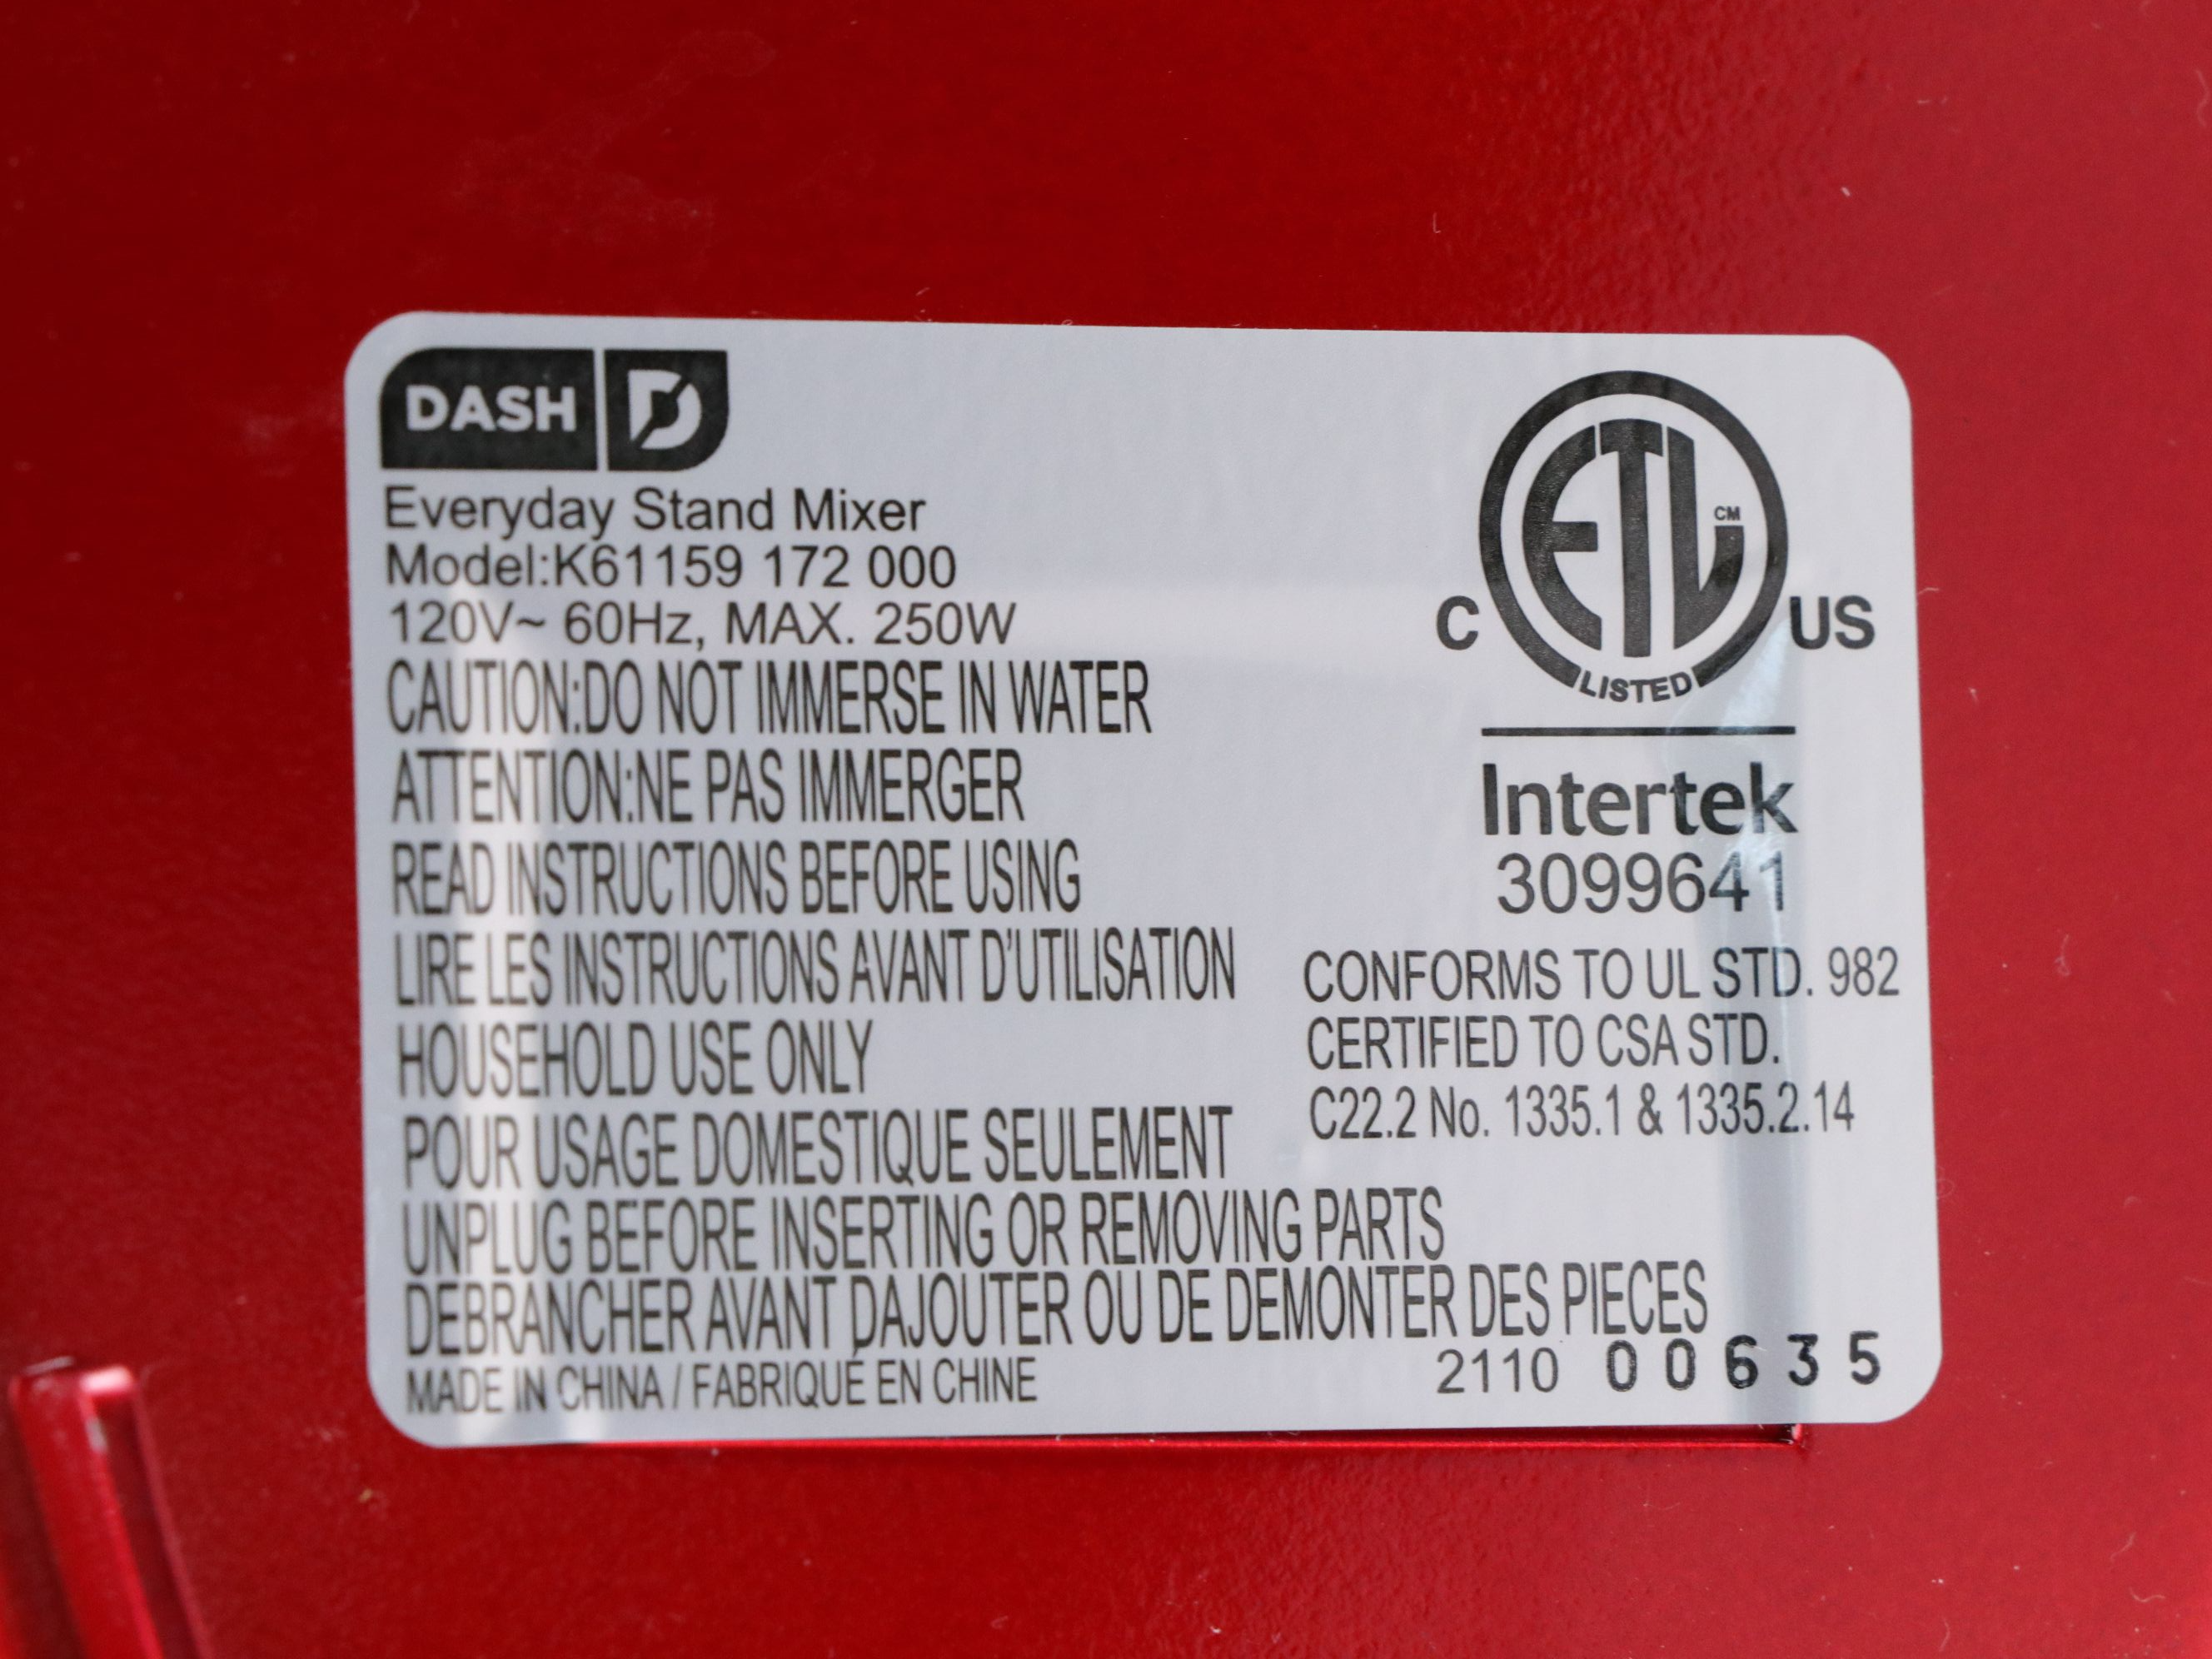 DASH D
Everyday Stand Mixer
Model:K61159 172 000
120V~ 60Hz, MAX. 250W
CAUTION:DO NOT IMMERSE IN WATER
ATTENTION:NE PAS IMMERGER
READ INSTRUCTIONS BEFORE USING
LIRE LES INSTRUCTIONS AVANT D'UTILISATION
HOUSEHOLD USE ONLY
POUR USAGE DOMESTIQUE SEULEMENT
UNPLUG BEFORE INSERTING OR REMOVING PARTS
DEBRANCHER AVANT DAJOUTER OU DE DEMONTER DES PIECES
MADE IN CHINA / FABRIQUÉ EN CHINE
ETL CM
C US
LISTED
Intertek
3099641
CONFORMS TO UL STD. 982
CERTIFIED TO CSA STD.
C22.2 No. 1335.1 & 1335.2.14
2110 00635